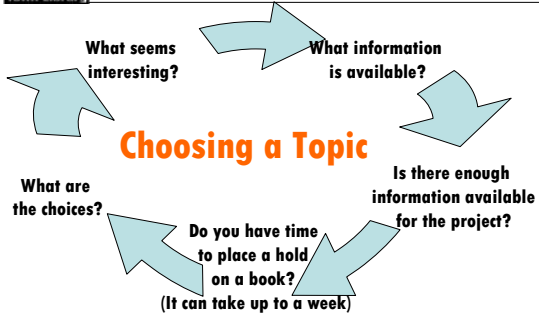 What seems
interesting?
What information
is available?
Choosing a Topic
Is there enough
information available
for the project?
What are
the choices?
Do you have time
to place a hold
on a book?
(It can take up to a week)